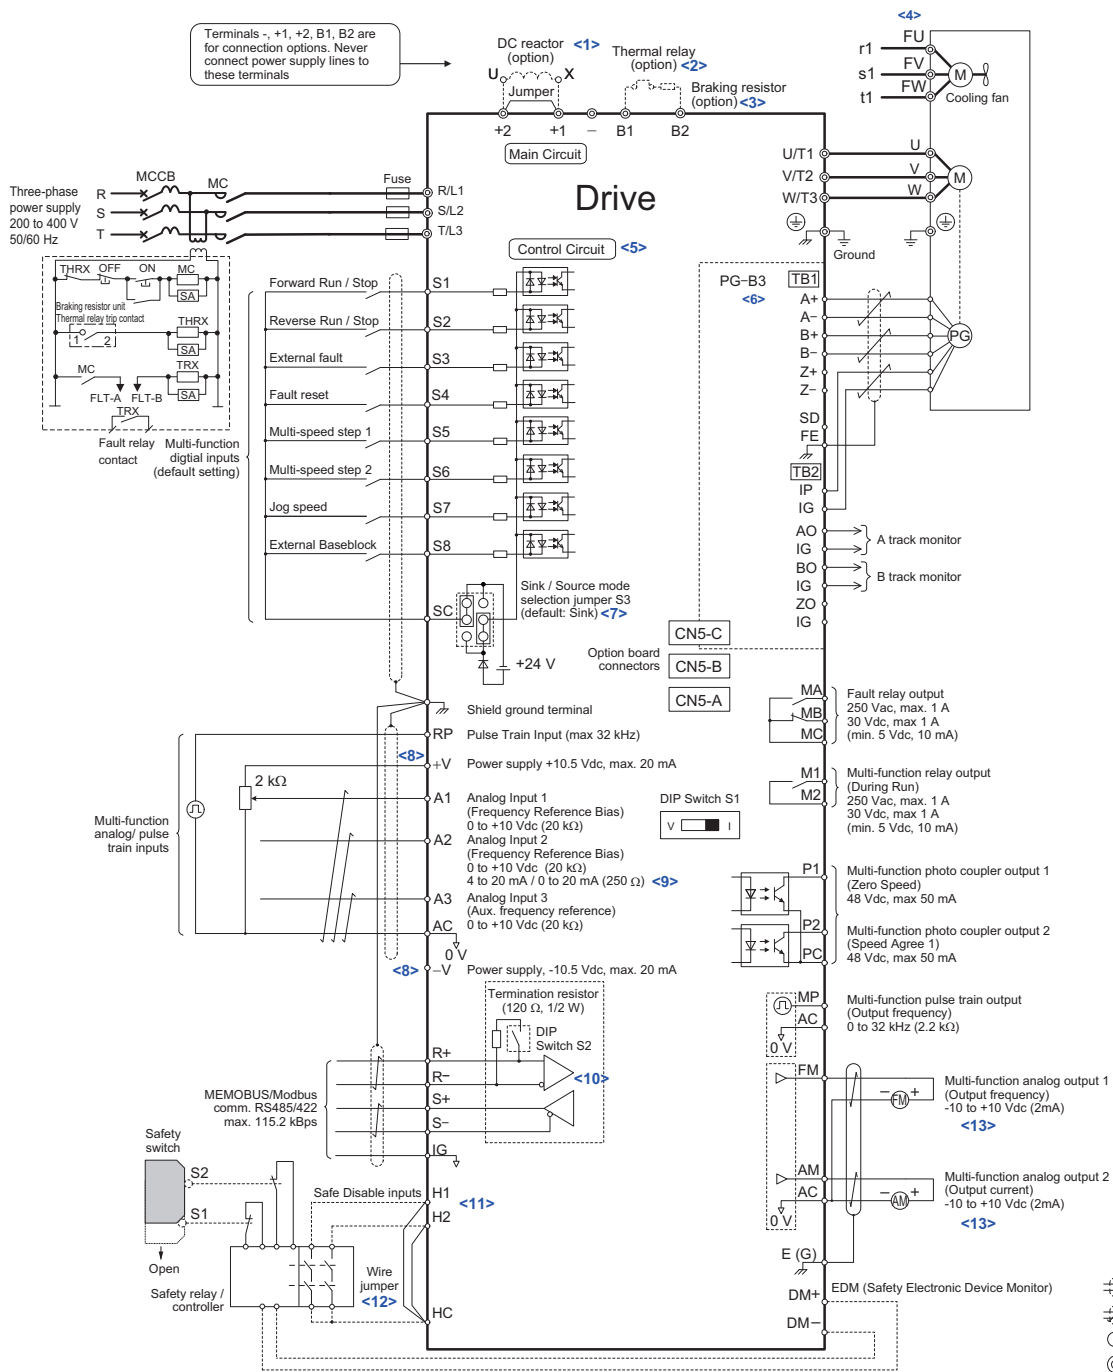 Terminals -, +1, +2, B1, B2 are
for connection options. Never
connect power supply lines to
these terminals
DC reactor
(option)
<1>
Thermal relay
(option) <2>
U
X
Jumper
Braking resistor
(option) <3>
+2
+1
−
B1
B2
Main Circuit
<4>
FU
r1
FV
s1
FW
t1
M
Cooling fan
Drive
U/T1
U
V/T2
V
M
W/T3
W
Ground
Three-phase
power supply
200 to 400 V
50/60 Hz
MCCB
MC
Fuse
R
R/L1
S
S/L2
T
T/L3
THRX
OFF
ON
MC
SA
Braking resistor unit
Thermal relay trip contact
1
2
THRX
SA
MC
TRX
SA
FLT-A
FLT-B
TRX
Fault relay
contact
Multi-function
digtial inputs
(default setting)
Control Circuit
<5>
Forward Run / Stop
S1
Reverse Run / Stop
S2
External fault
S3
Fault reset
S4
Multi-speed step 1
S5
Multi-speed step 2
S6
Jog speed
S7
External Baseblock
S8
SC
Sink / Source mode
selection jumper S3
(default: Sink) <7>
+24 V
PG−B3
<6>
TB1
A+
A−
B+
B−
Z+
Z−
SD
FE
PG
TB2
IP
IG
AO
IG
A track monitor
BO
IG
B track monitor
ZO
IG
Option board
connectors
CN5-C
CN5-B
CN5-A
Shield ground terminal
RP
Pulse Train Input (max 32 kHz)
<8>
+V
Power supply +10.5 Vdc, max. 20 mA
2 kΩ
A1
Analog Input 1
(Frequency Reference Bias)
0 to +10 Vdc (20 kΩ)
A2
Analog Input 2
(Frequency Reference Bias)
0 to +10 Vdc (20 kΩ)
4 to 20 mA / 0 to 20 mA (250 Ω) <9>
A3
Analog Input 3
(Aux. frequency reference)
0 to +10 Vdc (20 kΩ)
AC
0 V
<8>
−V
Power supply, -10.5 Vdc, max. 20 mA
Multi-function
analog/ pulse
train inputs
DIP Switch S1
V
I
MA
MB
MC
Fault relay output
250 Vac, max. 1 A
30 Vdc, max 1 A
(min. 5 Vdc, 10 mA)
M1
M2
Multi-function relay output
(During Run)
250 Vac, max. 1 A
30 Vdc, max 1 A
(min. 5 Vdc, 10 mA)
P1
Multi-function photo coupler output 1
(Zero Speed)
48 Vdc, max 50 mA
P2
PC
Multi-function photo coupler output 2
(Speed Agree 1)
48 Vdc, max 50 mA
MP
AC
0 V
Multi-function pulse train output
(Output frequency)
0 to 32 kHz (2.2 kΩ)
FM
−
FM
+
Multi-function analog output 1
(Output frequency)
-10 to +10 Vdc (2mA)
<13>
AM
AC
0 V
−
AM
+
Multi-function analog output 2
(Output current)
-10 to +10 Vdc (2mA)
<13>
E (G)
Termination resistor
(120 Ω, 1/2 W)
DIP
Switch S2
<10>
R+
R−
S+
S−
IG
MEMOBUS/Modbus
comm. RS485/422
max. 115.2 kBps
Safety
switch
S2
S1
Open
Safety relay /
controller
Safe Disable inputs
H1
<11>
H2
Wire
jumper
<12>
HC
DM+
EDM (Safety Electronic Device Monitor)
DM−